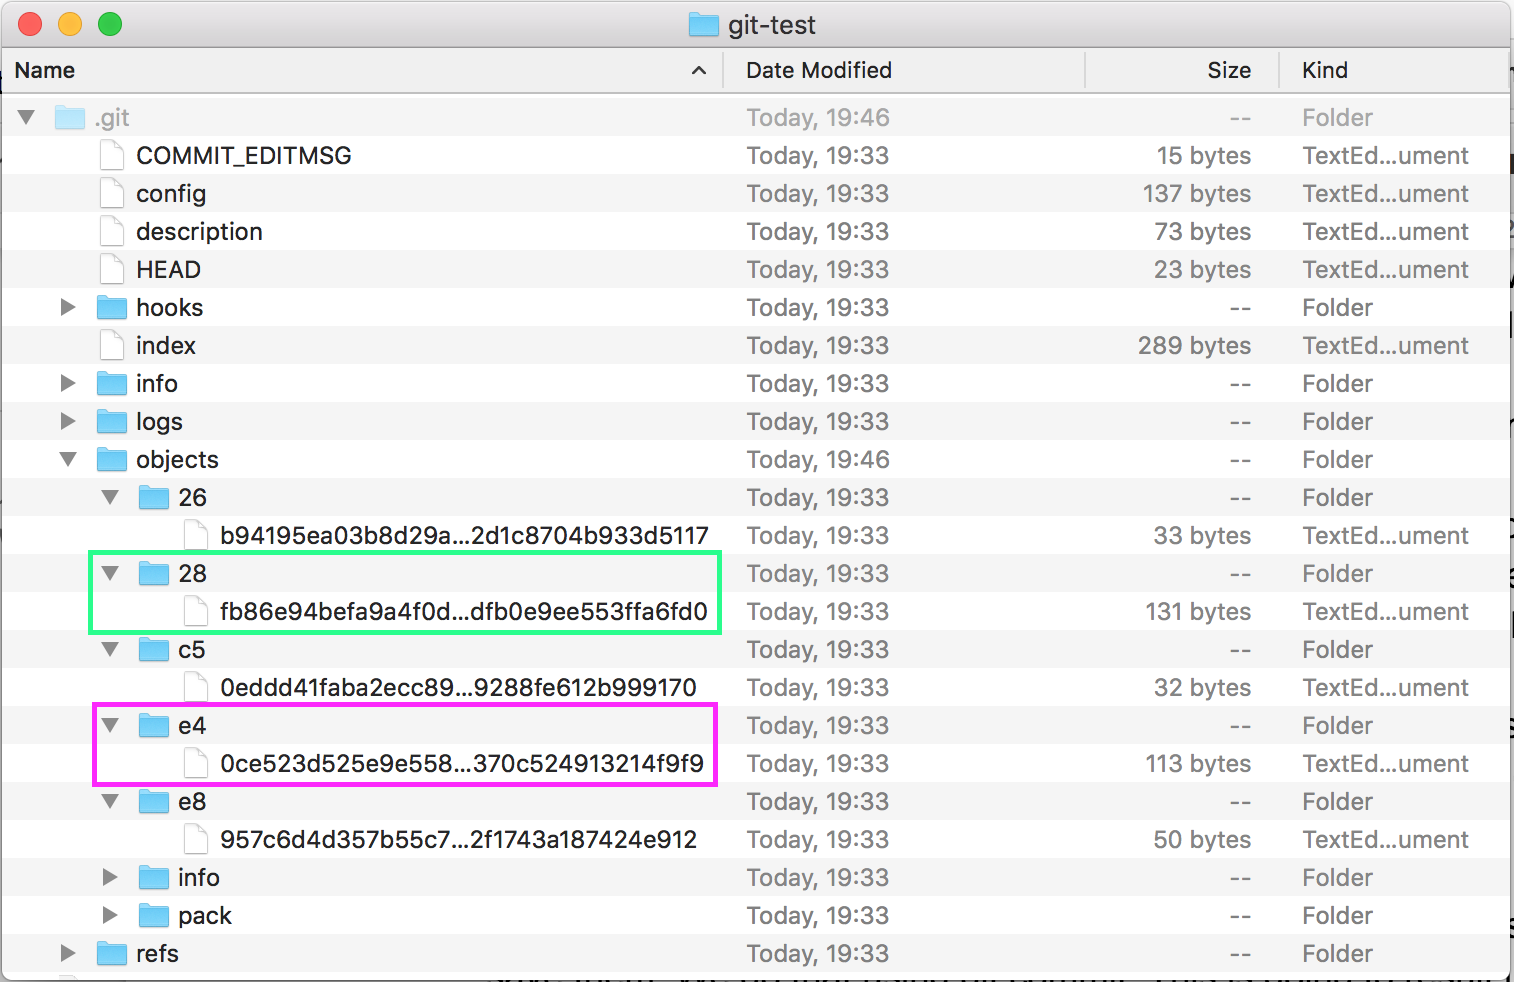 git-test
Name Date Modified Size Kind
.git Today, 19:46 -- Folder
COMMIT_EDITMSG Today, 19:33 15 bytes TextEd...ument
config Today, 19:33 137 bytes TextEd...ument
description Today, 19:33 73 bytes TextEd...ument
HEAD Today, 19:33 23 bytes TextEd...ument
hooks Today, 19:33 -- Folder
index Today, 19:33 289 bytes TextEd...ument
info Today, 19:33 -- Folder
logs Today, 19:33 -- Folder
objects Today, 19:46 -- Folder
26 Today, 19:33 -- Folder
b94195ea03b8d29a...2d1c8704b933d5117 Today, 19:33 33 bytes TextEd...ument
28 Today, 19:33 -- Folder
fb86e94befa9a4f0d...dfb0e9ee553ffa6fd0 Today, 19:33 131 bytes TextEd...ument
c5 Today, 19:33 -- Folder
0eddd41faba2ecc89...9288fe612b999170 Today, 19:33 32 bytes TextEd...ument
e4 Today, 19:33 -- Folder
0ce523d525e9e558...370c524913214f9f9 Today, 19:33 113 bytes TextEd...ument
e8 Today, 19:33 -- Folder
957c6d4d357b55c7...2f1743a187424e912 Today, 19:33 50 bytes TextEd...ument
info Today, 19:33 -- Folder
pack Today, 19:33 -- Folder
refs Today, 19:33 -- Folder